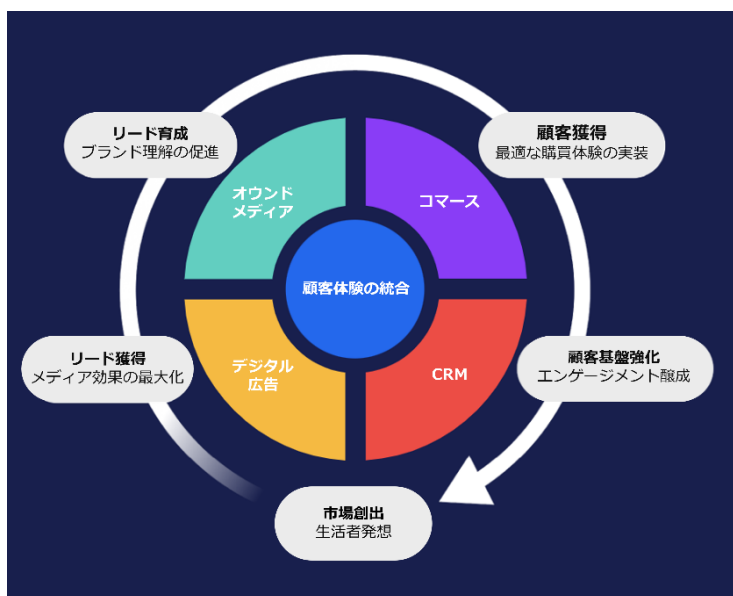 リード育成
ブランド理解の促進
顧客獲得
最適な購買体験の実装
オウンド
メディア
コマース
顧客体験の統合
リード獲得
メディア効果の最大化
デジタル
広告
CRM
顧客基盤強化
エンゲージメント醸成
市場創出
生活者発想